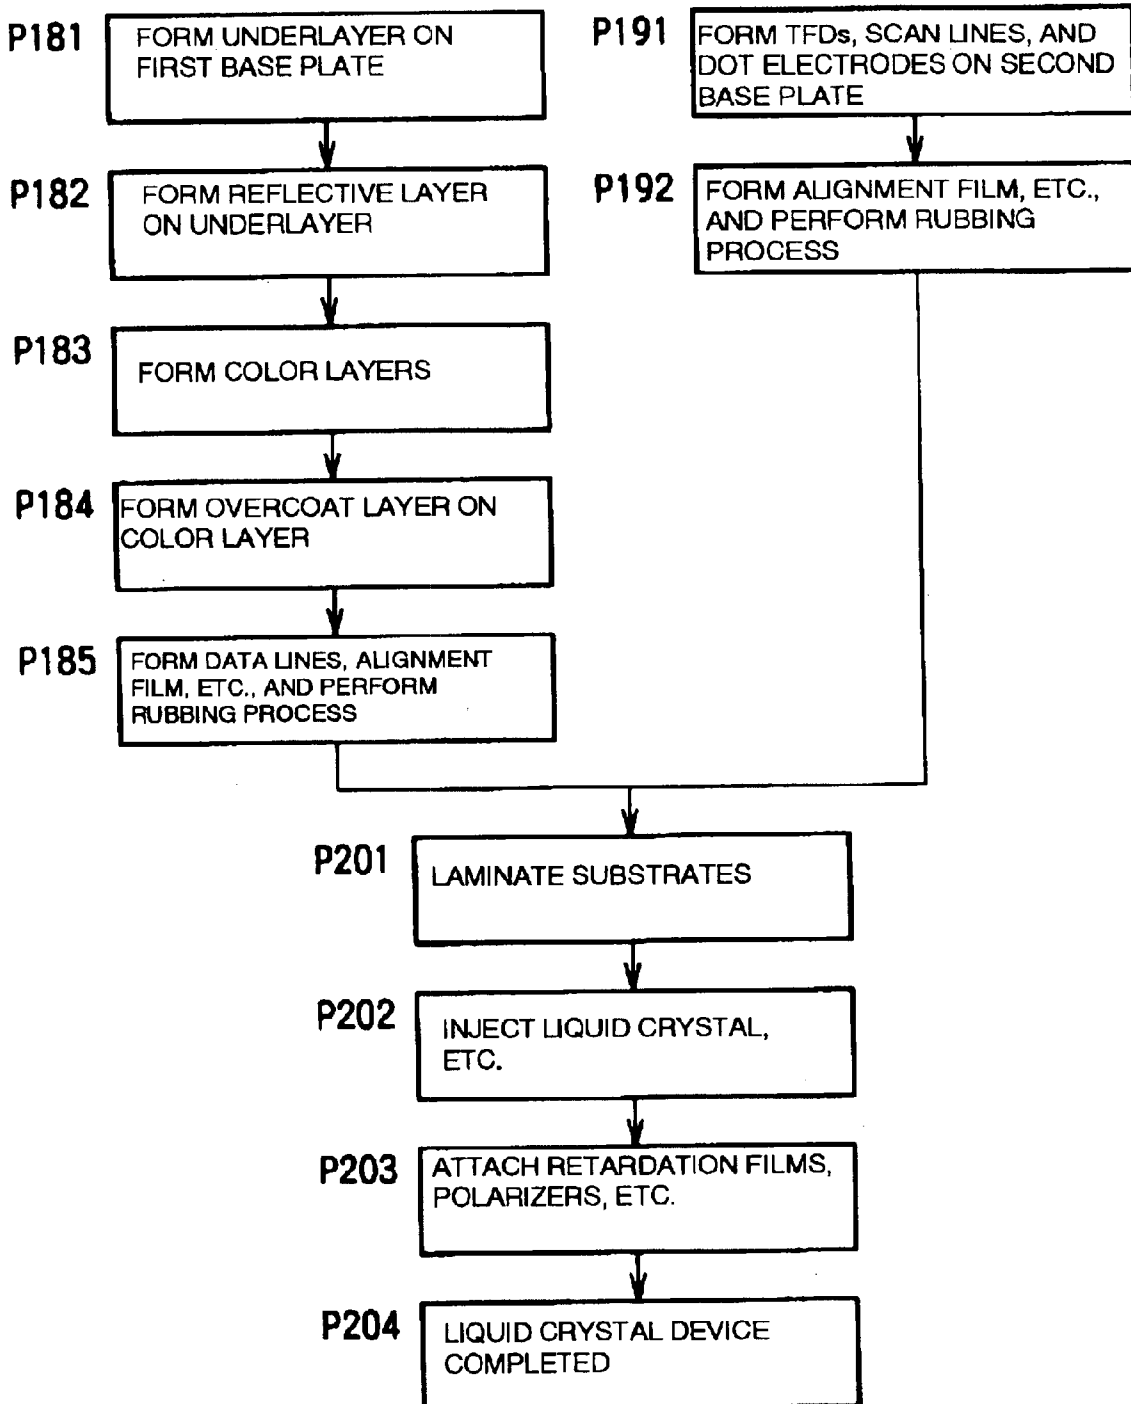 P181
FORM UNDERLAYER ON
FIRST BASE PLATE
P182
FORM REFLECTIVE LAYER
ON UNDERLAYER
P183
FORM COLOR LAYERS
P184
FORM OVERCOAT LAYER ON
COLOR LAYER
P185
FORM DATA LINES, ALIGNMENT
FILM, ETC., AND PERFORM
RUBBING PROCESS
P191
FORM TFDs, SCAN LINES, AND
DOT ELECTRODES ON SECOND
BASE PLATE
P192
FORM ALIGNMENT FILM, ETC.,
AND PERFORM RUBBING
PROCESS
P201
LAMINATE SUBSTRATES
P202
INJECT LIQUID CRYSTAL,
ETC.
P203
ATTACH RETARDATION FILMS,
POLARIZERS, ETC.
P204
LIQUID CRYSTAL DEVICE
COMPLETED